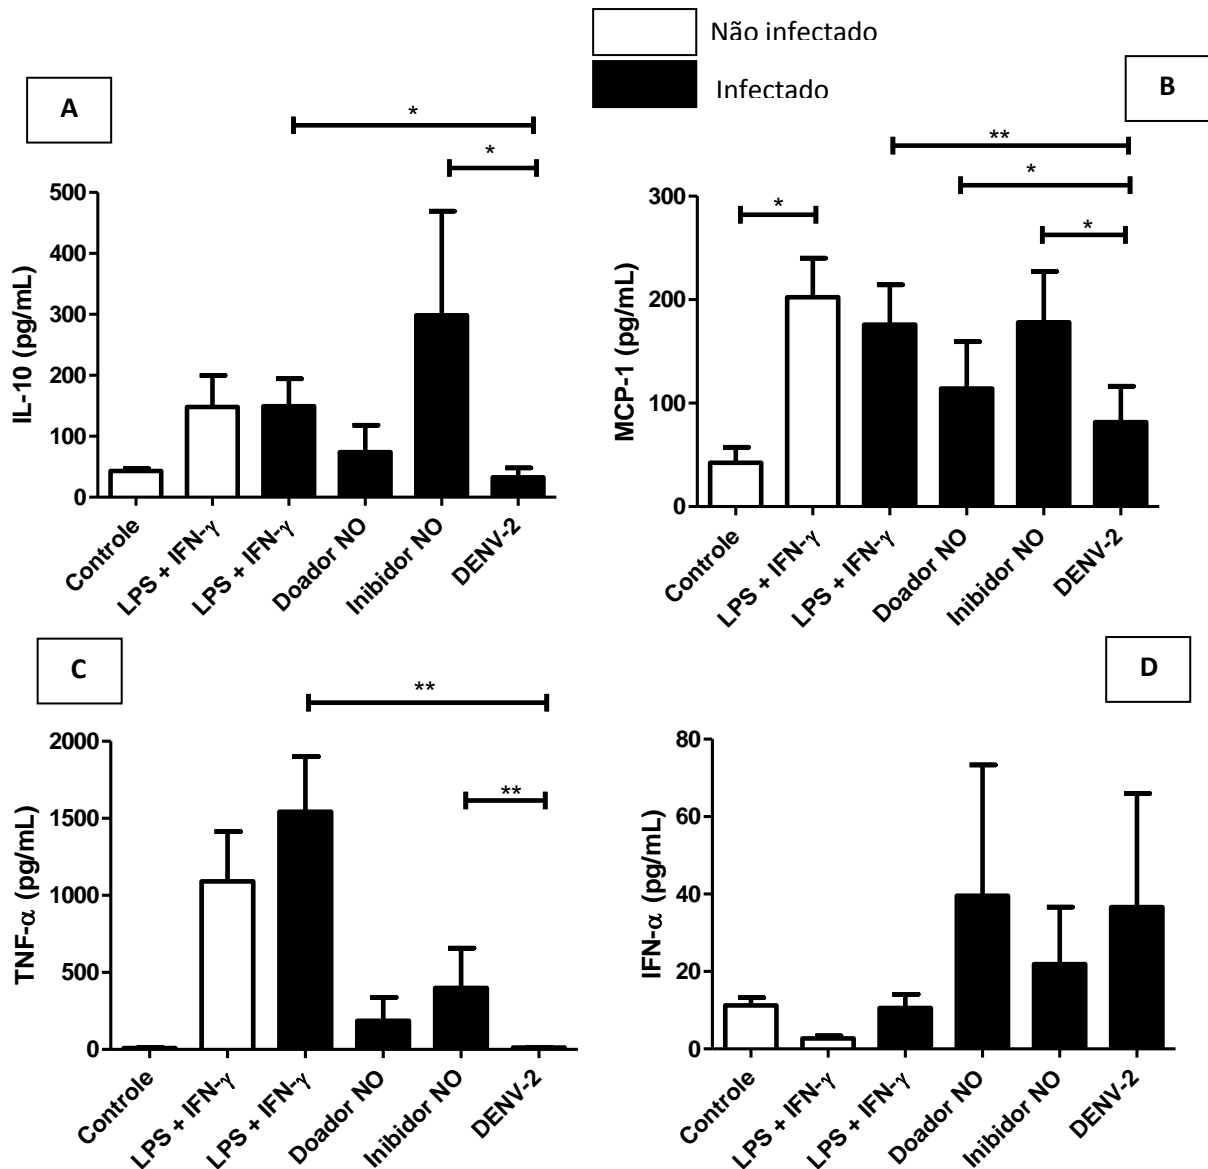 Não infectado
Infectado
A
*
*
IL-10 (pg/mL)
500
400
300
200
100
0
Controle
LPS + IFN-γ
LPS + IFN-γ
Doador NO
Inibidor NO
DENV-2
B
**
*
*
*
MCP-1 (pg/mL)
300
200
100
0
Controle
LPS + IFN-γ
LPS + IFN-γ
Doador NO
Inibidor NO
DENV-2
C
**
**
TNF-α (pg/mL)
2000
1500
1000
500
0
Controle
LPS + IFN-γ
LPS + IFN-γ
Doador NO
Inibidor NO
DENV-2
D
IFN-α (pg/mL)
80
60
40
20
0
Controle
LPS + IFN-γ
LPS + IFN-γ
Doador NO
Inibidor NO
DENV-2